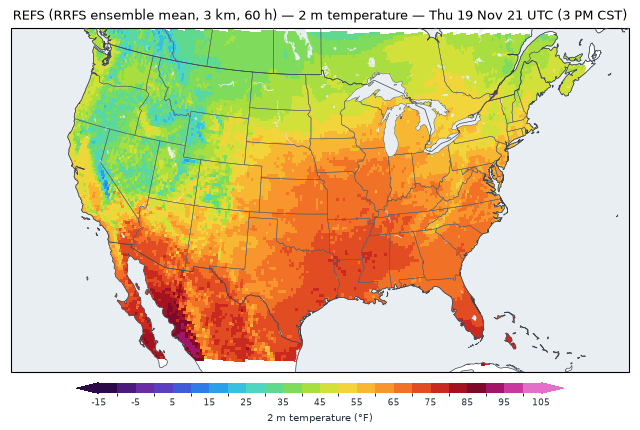 REFS (RRFS ensemble mean, 3 km, 60 h) — 2 m temperature — Thu 19 Nov 21 UTC (3 PM CST)
-15 -5 5 15 25 35 45 55 65 75 85 95 105
2 m temperature (°F)